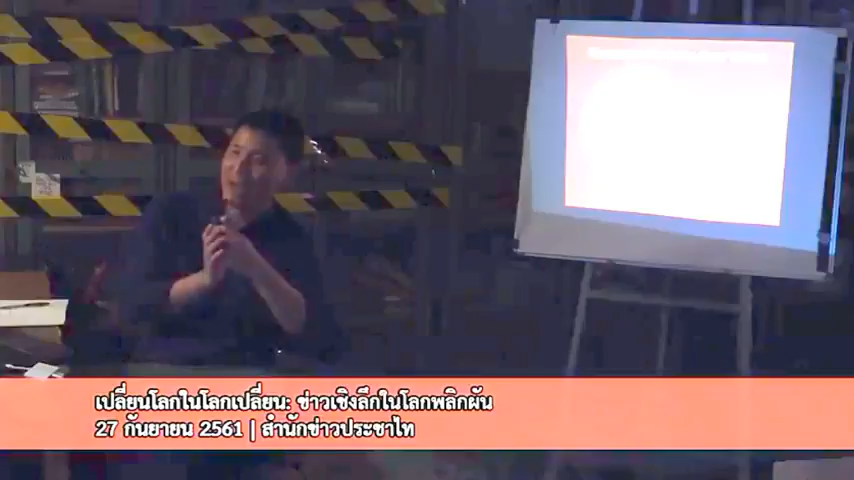 เปลี่ยนโลกในโลกเปลี่ยน: ข่าวเชิงลึกในโลกพลิกผัน
27 กันยายน 2561 | สำนักข่าวประชาไท